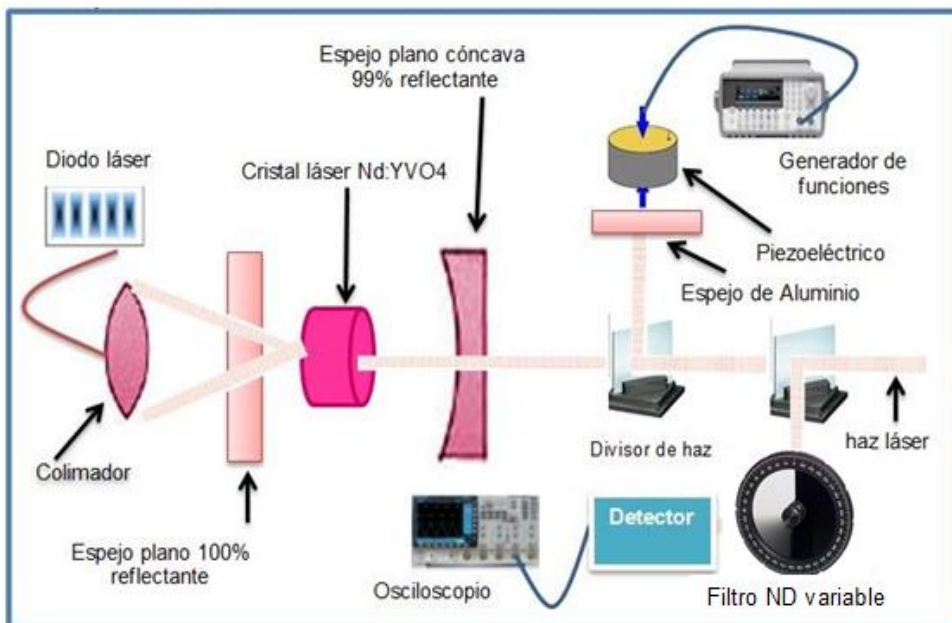 Espejo plano cóncava
99% reflectante
Diodo láser
Cristal láser Nd:YVO4
Generador de
funciones
Piezoeléctrico
Espejo de Aluminio
Colimador
Divisor de haz
haz láser
Espejo plano 100%
reflectante
Osciloscopio
Detector
Filtro ND variable